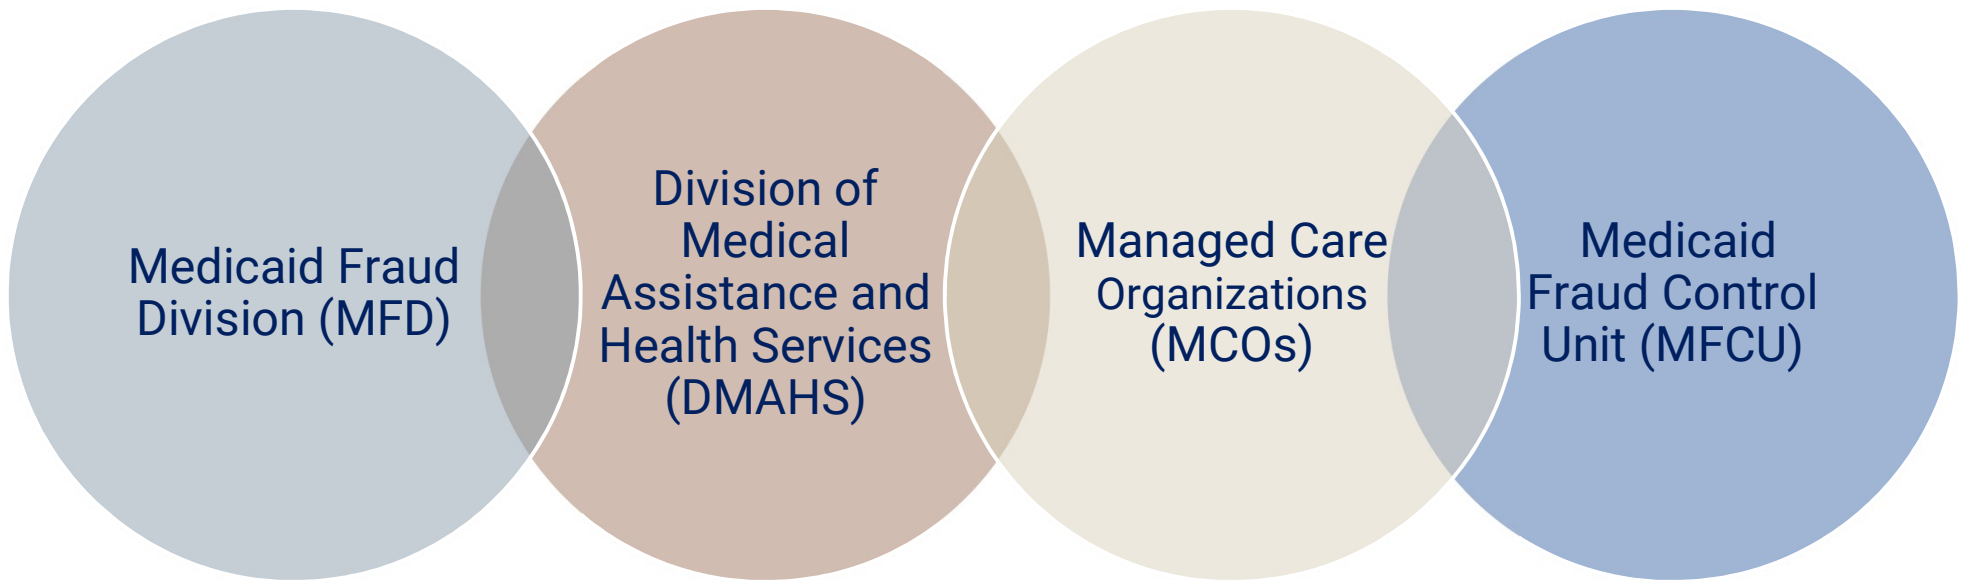 Medicaid Fraud
Division (MFD)
Division of
Medical
Assistance and
Health Services
(DMAHS)
Managed Care
Organizations
(MCOs)
Medicaid
Fraud Control
Unit (MFCU)